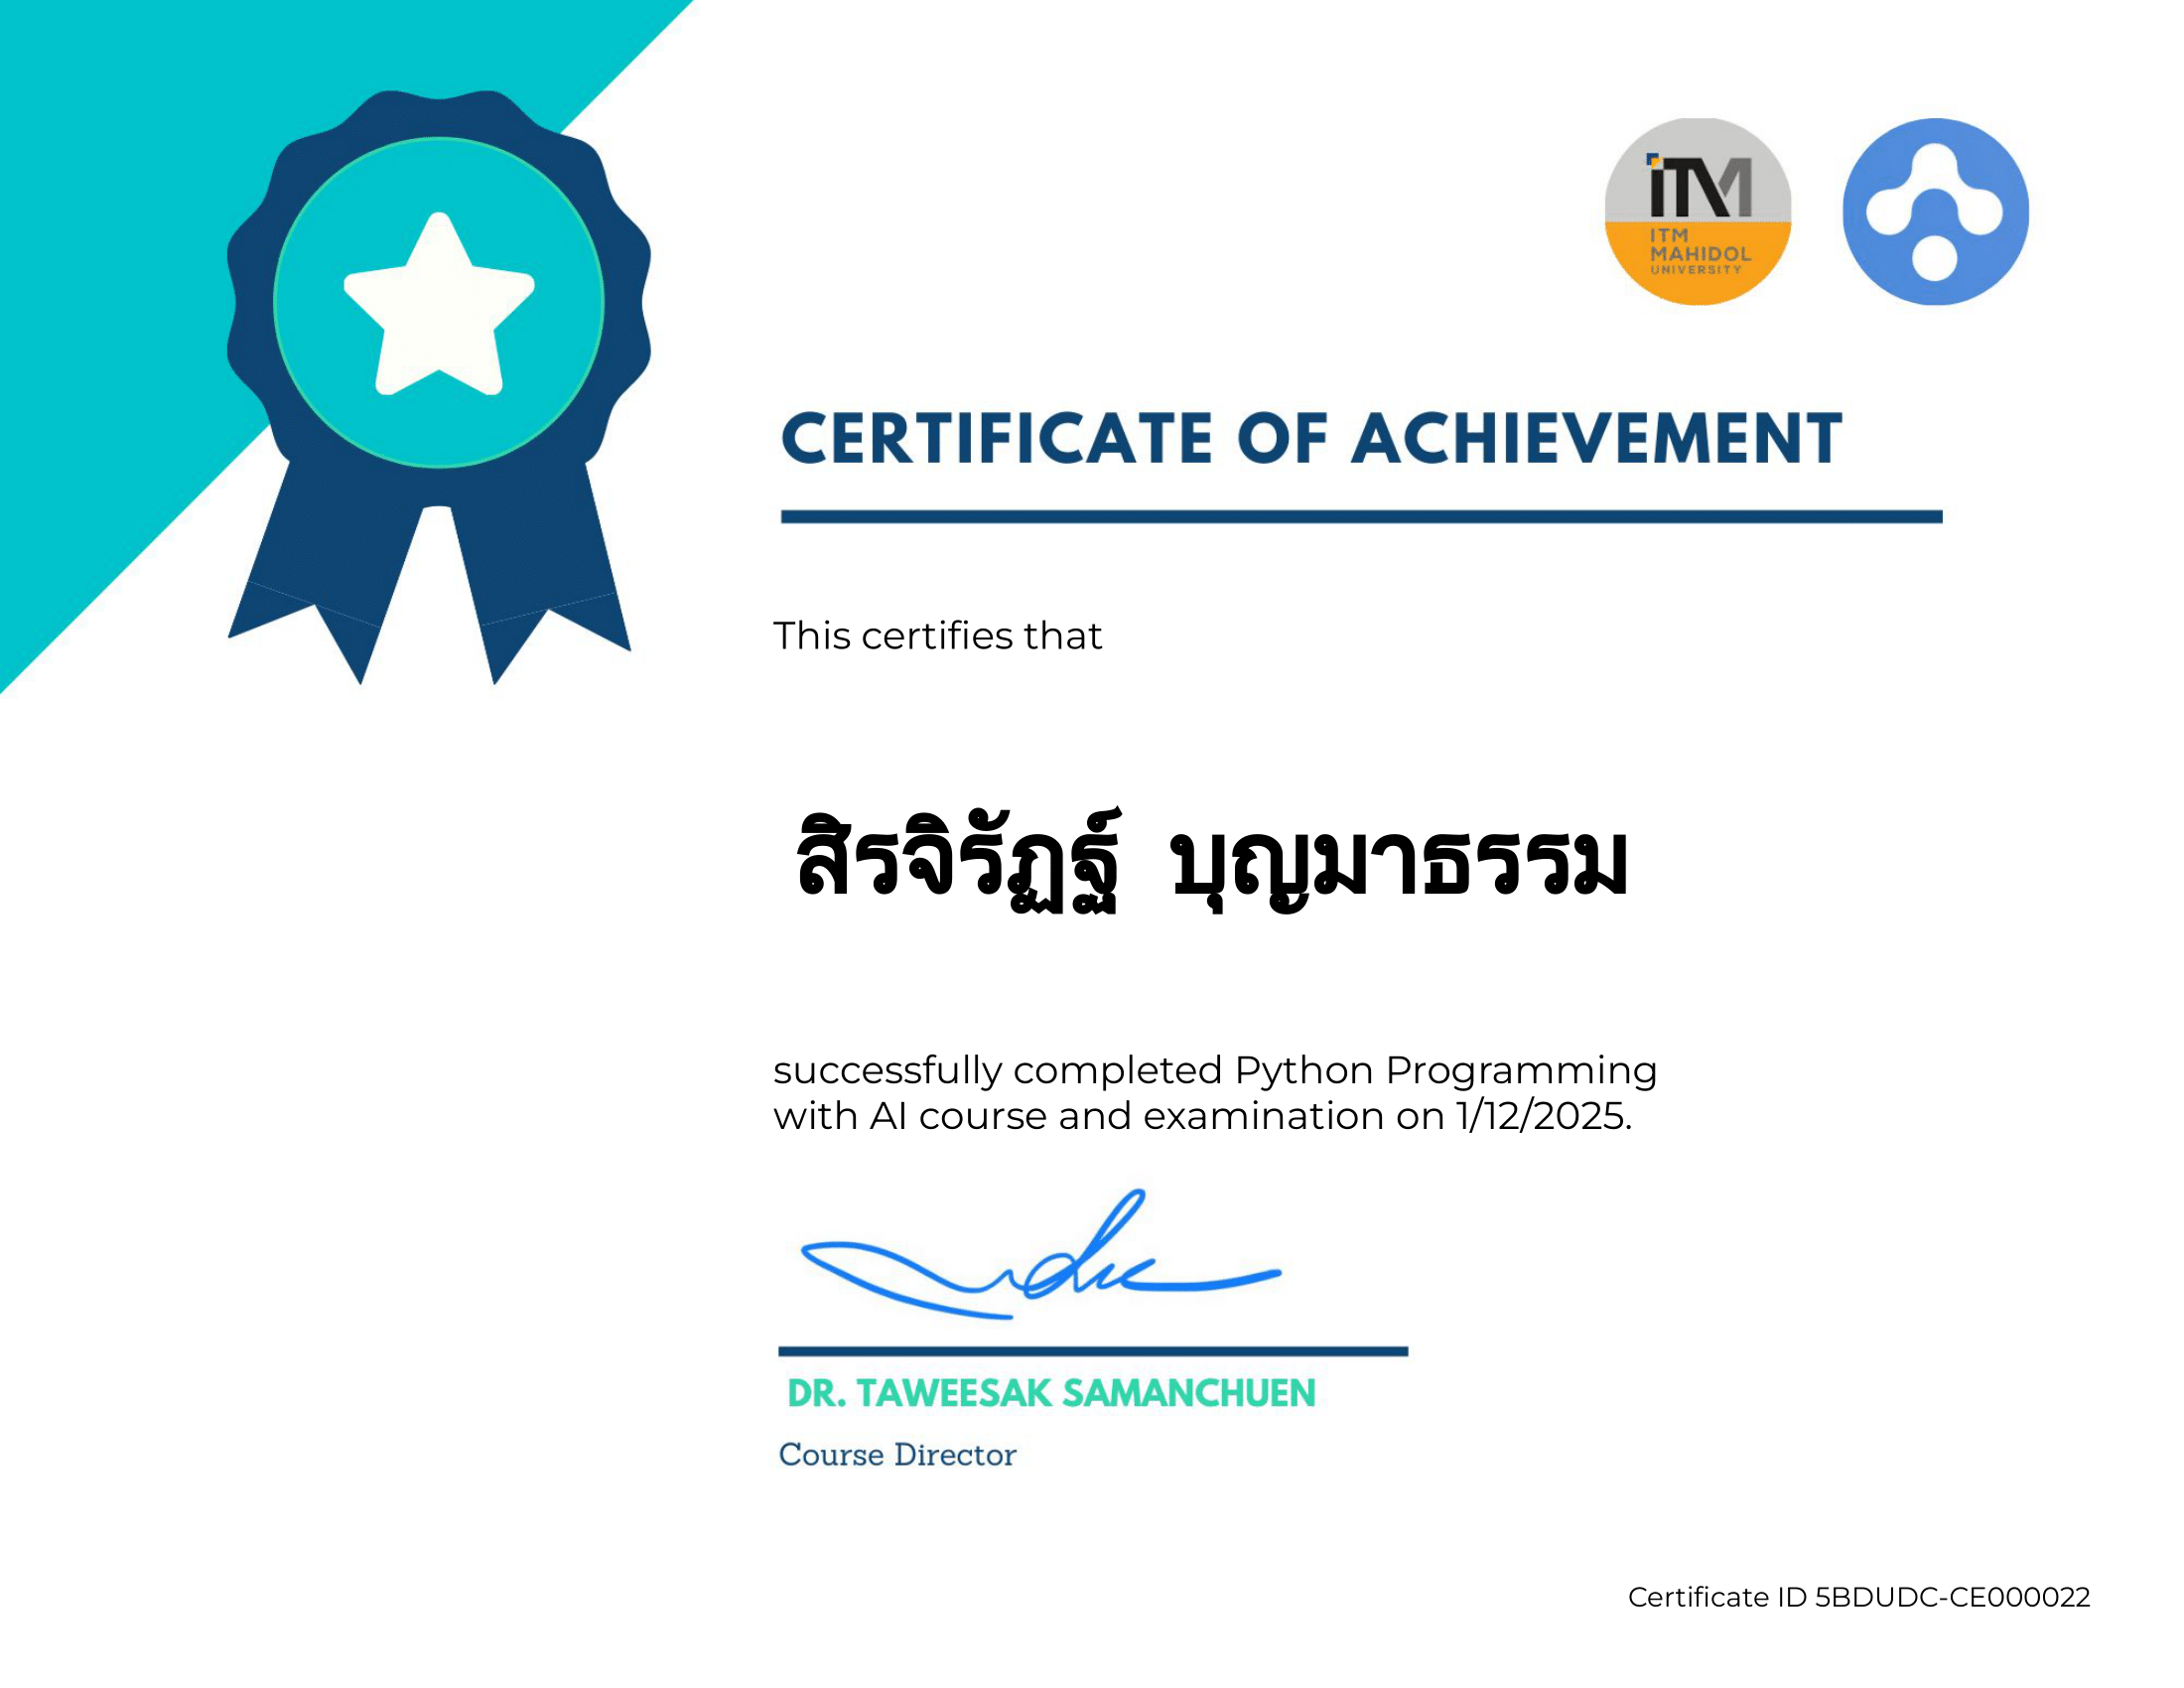 ITM
ITM
MAHIDOL
UNIVERSITY
CERTIFICATE OF ACHIEVEMENT
This certifies that
สิรจิรัฏฐ์ บุญมาธรรม
successfully completed Python Programming
with AI course and examination on 1/12/2025.
DR. TAWEESAK SAMANCHUEN
Course Director
Certificate ID 5BDUDC-CE000022